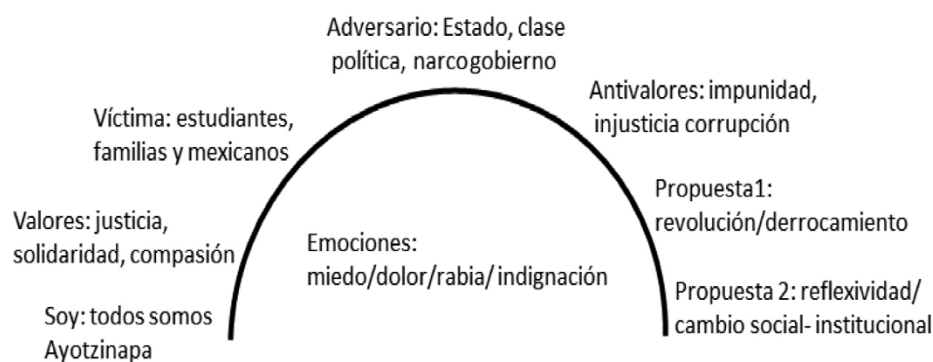 Adversario: Estado, clase
política, narcogobierno
Víctima: estudiantes,
familias y mexicanos
Antivalores: impunidad,
injusticia corrupción
Valores: justicia,
solidaridad, compasión
Propuesta1:
revolución/derrocamiento
Emociones:
miedo/dolor/rabia/ indignación
Soy: todos somos
Ayotzinapa
Propuesta 2: reflexividad/
cambio social- institucional